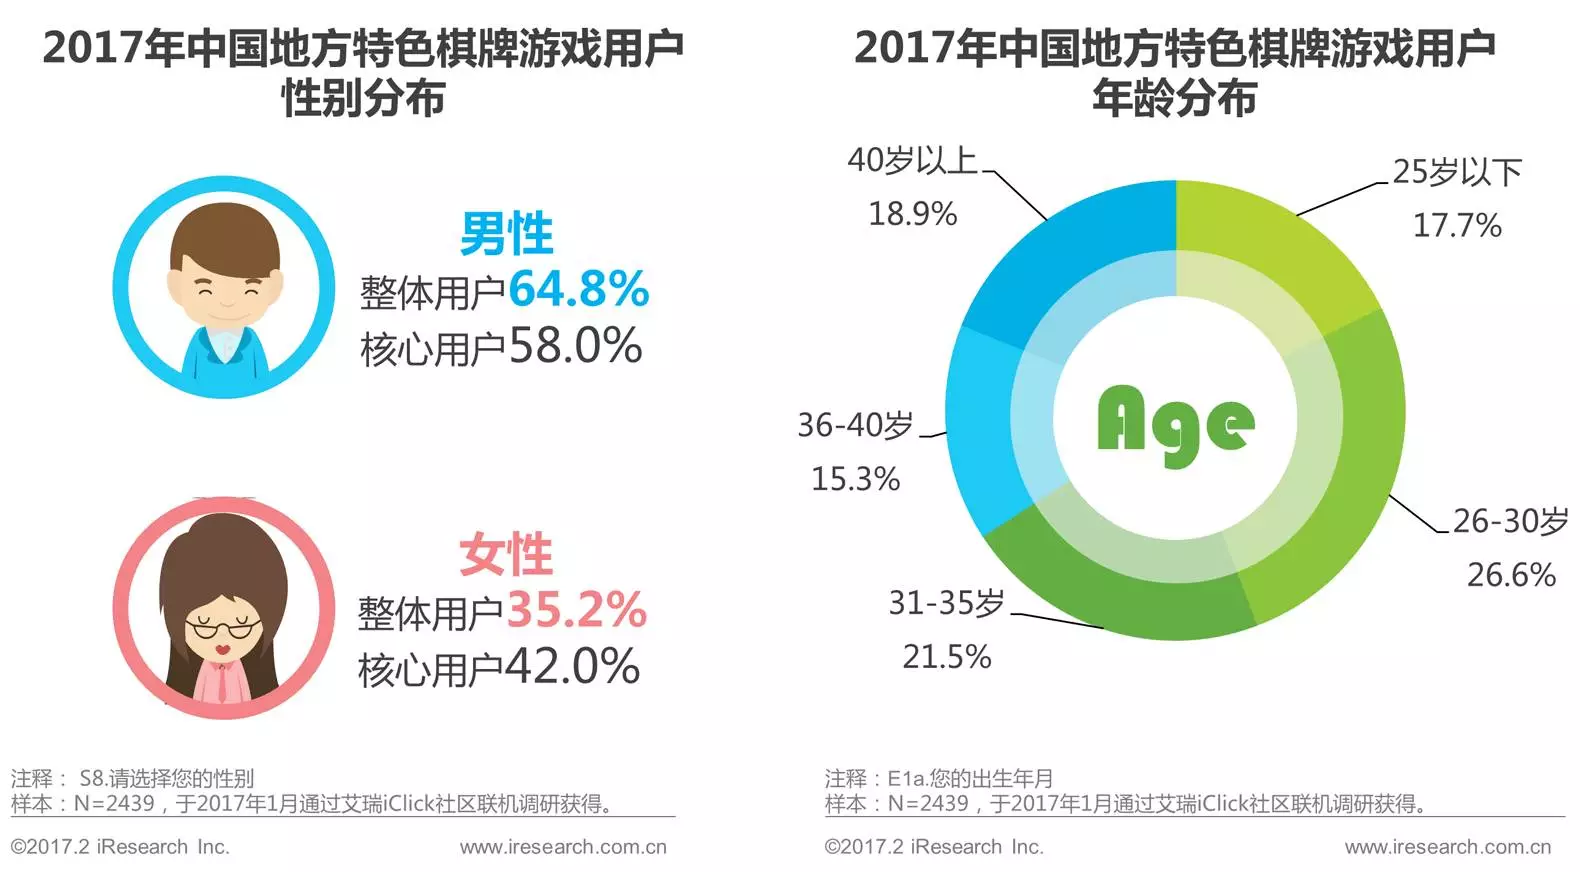 2017年中国地方特色棋牌游戏用户
性别分布
男性
整体用户64.8%
核心用户58.0%
女性
整体用户35.2%
核心用户42.0%
注释： S8.请选择您的性别
样本：N=2439，于2017年1月通过艾瑞iClick社区联机调研获得。
©2017.2 iResearch Inc.
www.iresearch.com.cn
2017年中国地方特色棋牌游戏用户
年龄分布
40岁以上
18.9%
25岁以下
17.7%
36-40岁
15.3%
Age
26-30岁
26.6%
31-35岁
21.5%
注释：E1a.您的出生年月
样本：N=2439，于2017年1月通过艾瑞iClick社区联机调研获得。
©2017.2 iResearch Inc.
www.iresearch.com.cn